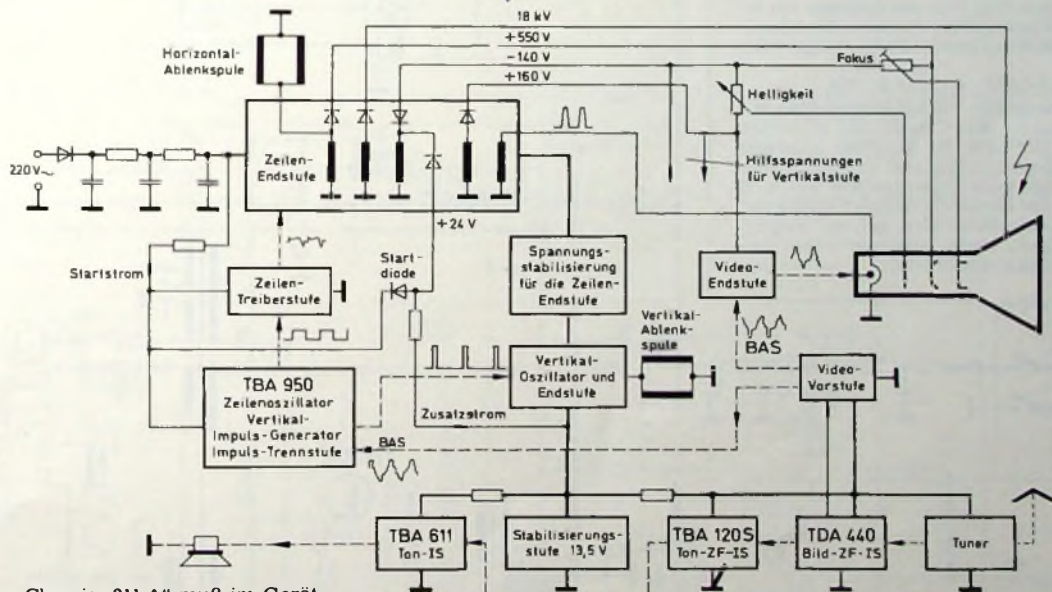 18 kV
+550 V
-140 V
+160 V
Horizontal-
Ablenkspule
Fokus
Helligkeit
Hilfsspannungen
für Vertikalstufe
220 V~
Zeilen-
Endstufe
+24 V
Startstrom
Start-
diode
Zeilen-
Treiberstufe
Spannungs-
stabilisierung
für die Zeilen-
Endstufe
Video-
Endstufe
BAS
Vertikal-
Ablenk-
spule
TBA 950
Zeilenoszillator
Vertikal-
Impuls-Generator
Impuls-Trennstufe
Vertikal-
Oszillator und
Endstufe
Video-
Vorstufe
Zusatzstrom
BAS
TBA 611
Ton-IS
Stabilisierungs-
stufe 13,5 V
TBA 120S
Ton-ZF-IS
TDA 440
Bild-ZF-IS
Tuner
muß im Gerät